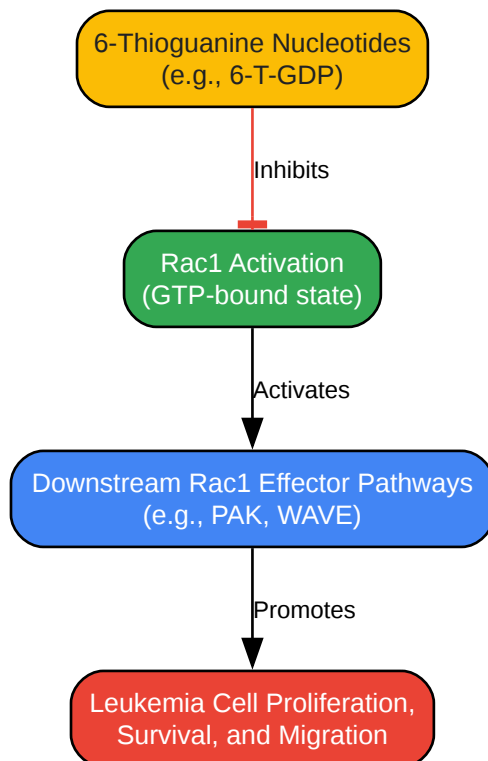 6-Thioguanine Nucleotides
(e.g., 6-T-GDP)
Inhibits
Rac1 Activation
(GTP-bound state)
Activates
Downstream Rac1 Effector Pathways
(e.g., PAK, WAVE)
Promotes
Leukemia Cell Proliferation,
Survival, and Migration